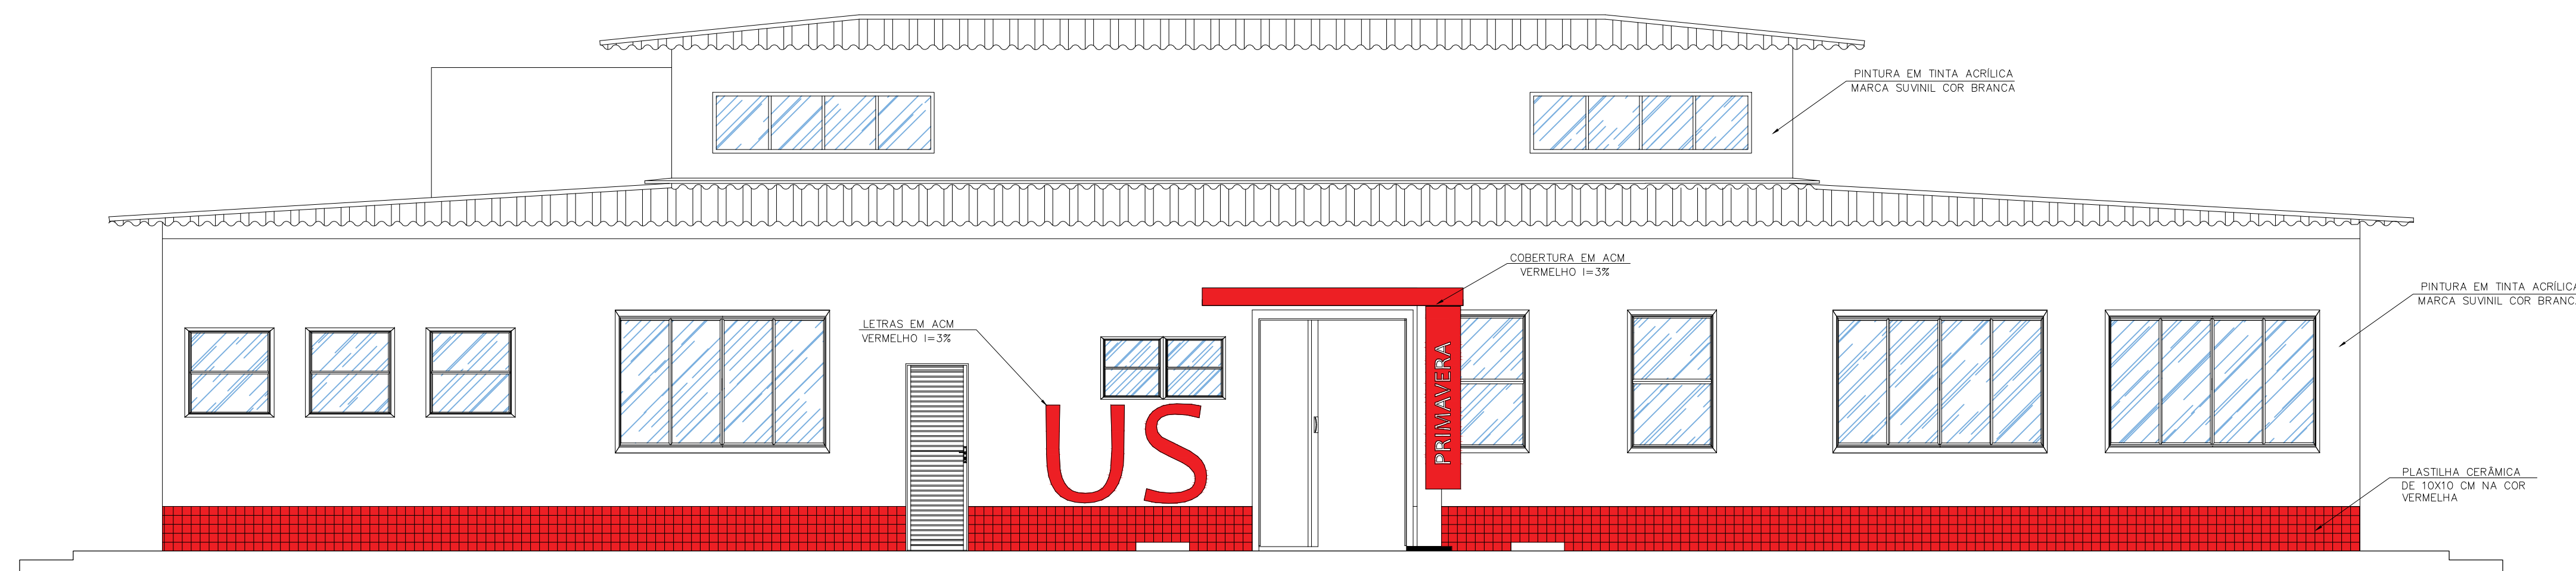 PINTURA EM TINTA ACRÍLICA
MARCA SUVINIL COR BRANCA
COBERTURA EM ACM
VERMELHO I=3%
PINTURA EM TINTA ACRÍLICA
MARCA SUVINIL COR BRANCA
LETRAS EM ACM
VERMELHO I=3%
PRIMAVERA
US
PLASTILHA CERÂMICA
DE 10X10 CM NA COR
VERMELHA